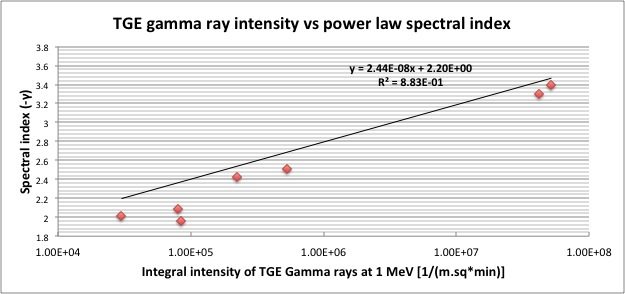 TGE gamma ray intensity vs power law spectral index
3.8
3.6
3.4
3.2
3
2.8
2.6
2.4
2.2
2
1.8
Spectral index (-γ)
y = 2.44E-08x + 2.20E+00
R² = 8.83E-01
1.00E+04
1.00E+05
1.00E+06
1.00E+07
1.00E+08
Integral intensity of TGE Gamma rays at 1 MeV [1/(m.sq*min)]